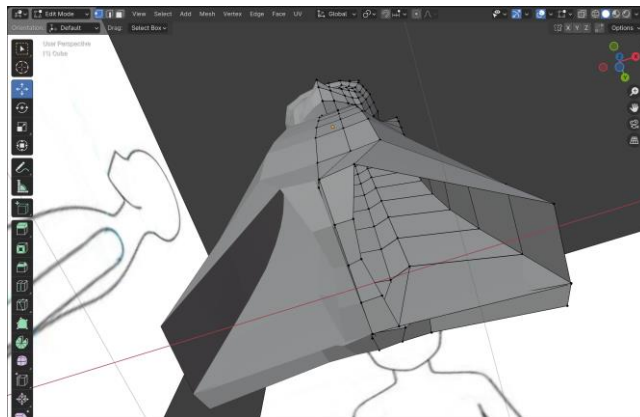 Edit Mode View Select Add Mesh Vertex Edge Face UV Global
Orientation: Default Drag: Select Box X Y Z Options
User Perspective
(1) Cube